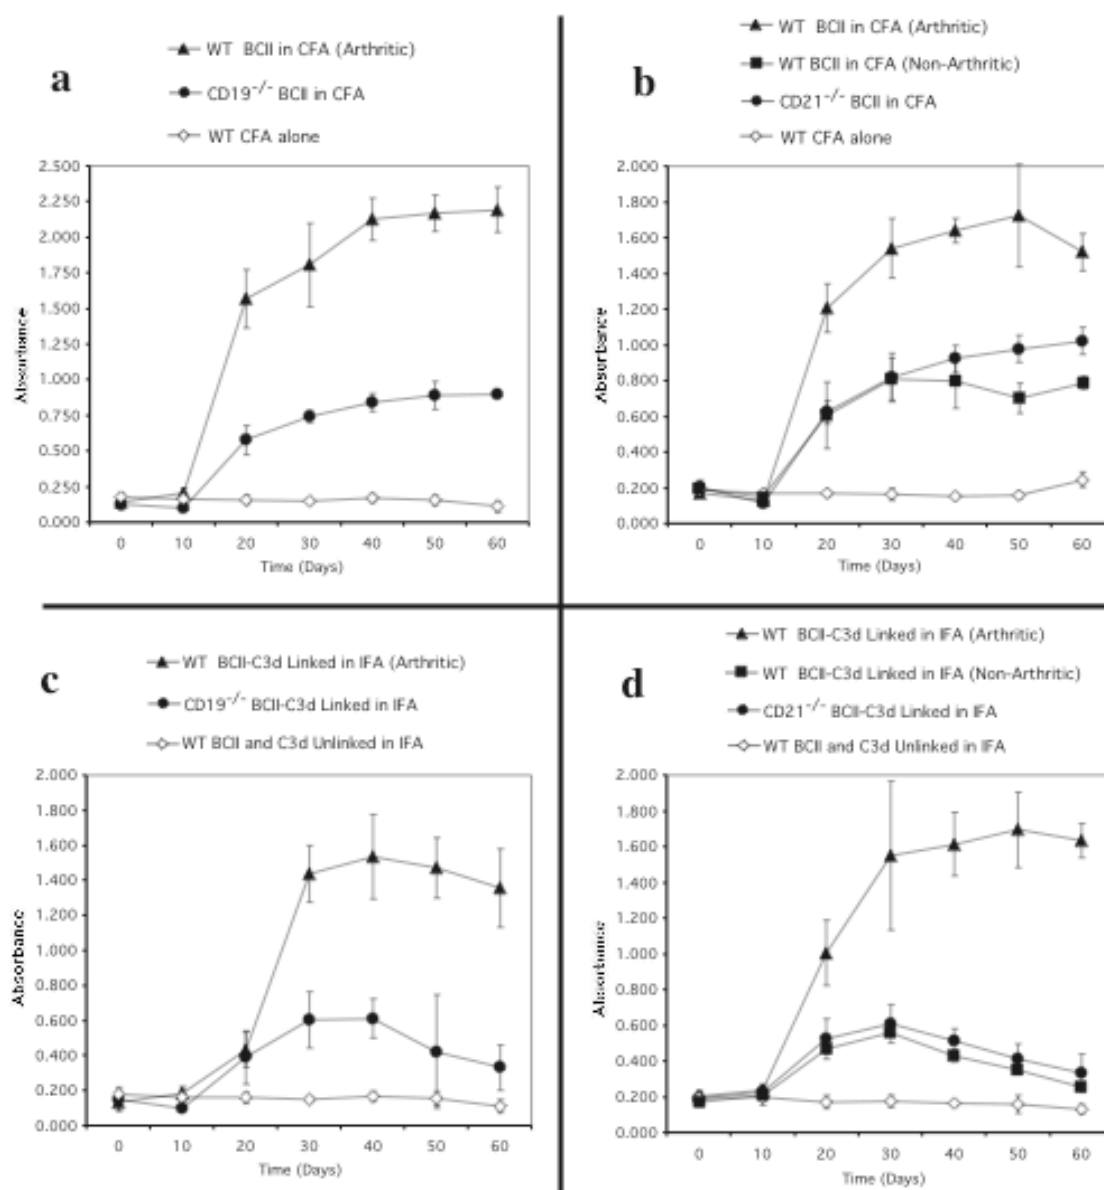 a
WT BCII in CFA (Arthritic)
CD19-/- BCII in CFA
WT CFA alone
2.500
2.250
2.000
1.750
1.500
1.250
1.000
0.750
0.500
0.250
0.000
Absorbance
0 10 20 30 40 50 60
Time (Days)
b
WT BCII in CFA (Arthritic)
WT BCII in CFA (Non-Arthritic)
CD21-/- BCII in CFA
WT CFA alone
2.000
1.800
1.600
1.400
1.200
1.000
0.800
0.600
0.400
0.200
0.000
Absorbance
0 10 20 30 40 50 60
Time (Days)
c
WT BCII-C3d Linked in IFA (Arthritic)
CD19-/- BCII-C3d Linked in IFA
WT BCII and C3d Unlinked in IFA
2.000
1.800
1.600
1.400
1.200
1.000
0.800
0.600
0.400
0.200
0.000
Absorbance
0 10 20 30 40 50 60
Time (Days)
d
WT BCII-C3d Linked in IFA (Arthritic)
WT BCII-C3d Linked in IFA (Non-Arthritic)
CD21-/- BCII-C3d Linked in IFA
WT BCII and C3d Unlinked in IFA
2.000
1.800
1.600
1.400
1.200
1.000
0.800
0.600
0.400
0.200
0.000
Absorbance
0 10 20 30 40 50 60
Time (Days)